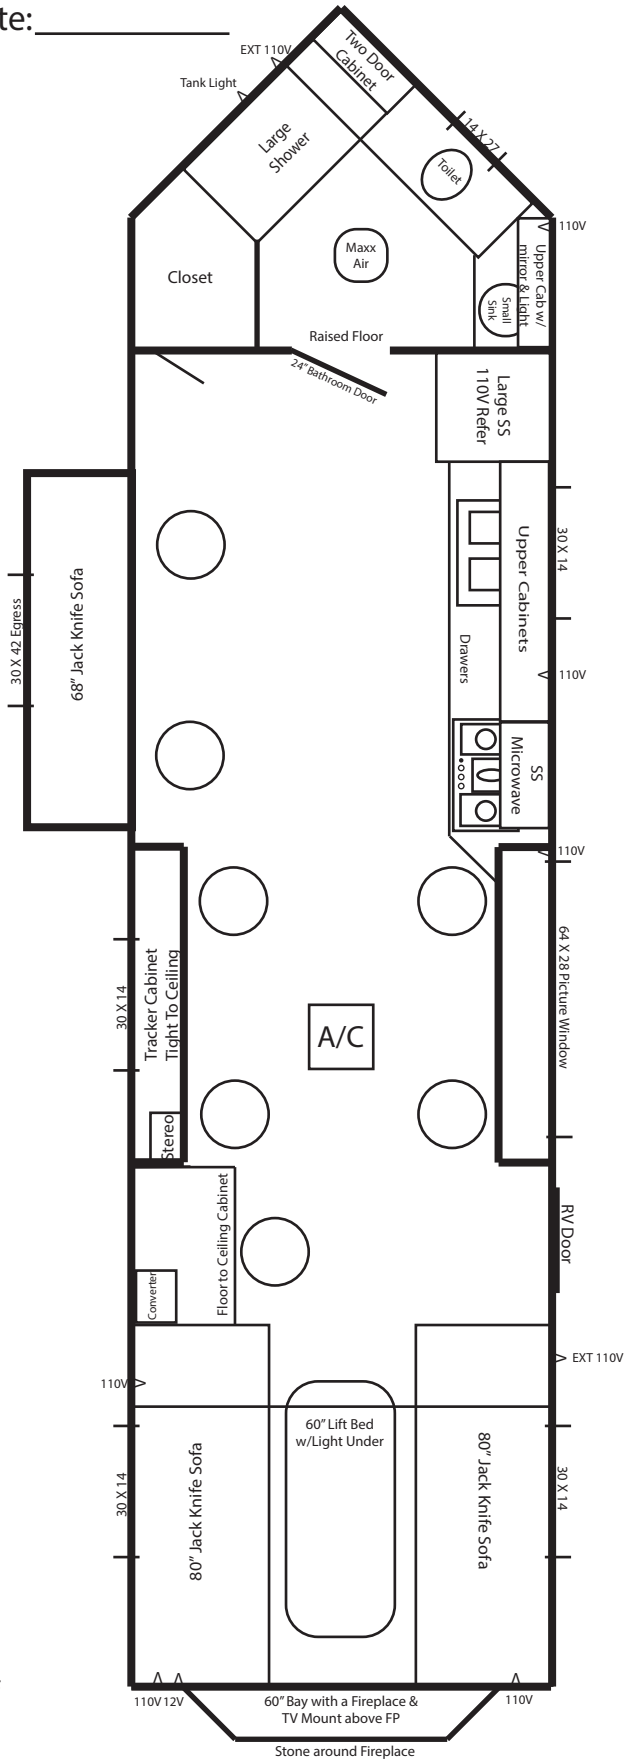 te:
EXT 110V
Tank Light
Two Door
Cabinet
14 X 27
Large
Shower
Toilet
110V
Maxx
Air
Upper Cab w/
mirror & Light
Small
Sink
Closet
Raised Floor
24" Bathroom Door
Large SS
110V Refer
30 X 14
Upper Cabinets
30 X 42 Egress
68" Jack Knife Sofa
Drawers
110V
SS
Microwave
110V
64 X 28 Picture Window
30 X 14
Tracker Cabinet
Tight To Ceiling
A/C
Stereo
Floor to Ceiling Cabinet
RV Door
Converter
EXT 110V
110V
60" Lift Bed
w/Light Under
30 X 14
80" Jack Knife Sofa
80" Jack Knife Sofa
30 X 14
110V 12V
60" Bay with a Fireplace &
TV Mount above FP
110V
Stone around Fireplace